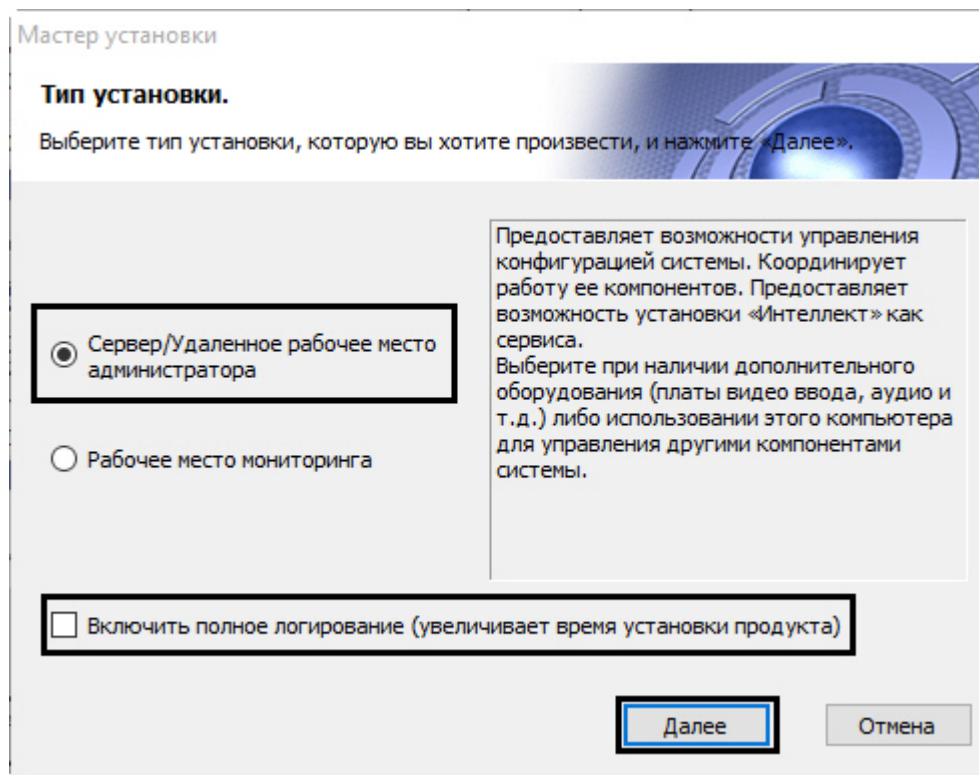 Мастер установки
Тип установки.
Выберите тип установки, которую вы хотите произвести, и нажмите «Далее».
Сервер/Удаленное рабочее место
администратора
Рабочее место мониторинга
Предоставляет возможности управления
конфигурацией системы. Координирует
работу ее компонентов. Предоставляет
возможность установки «Интеллект» как
сервиса.
Выберите при наличии дополнительного
оборудования (платы видео ввода, аудио и
т.д.) либо использовании этого компьютера
для управления другими компонентами
системы.
Включить полное логирование (увеличивает время установки продукта)
Далее
Отмена